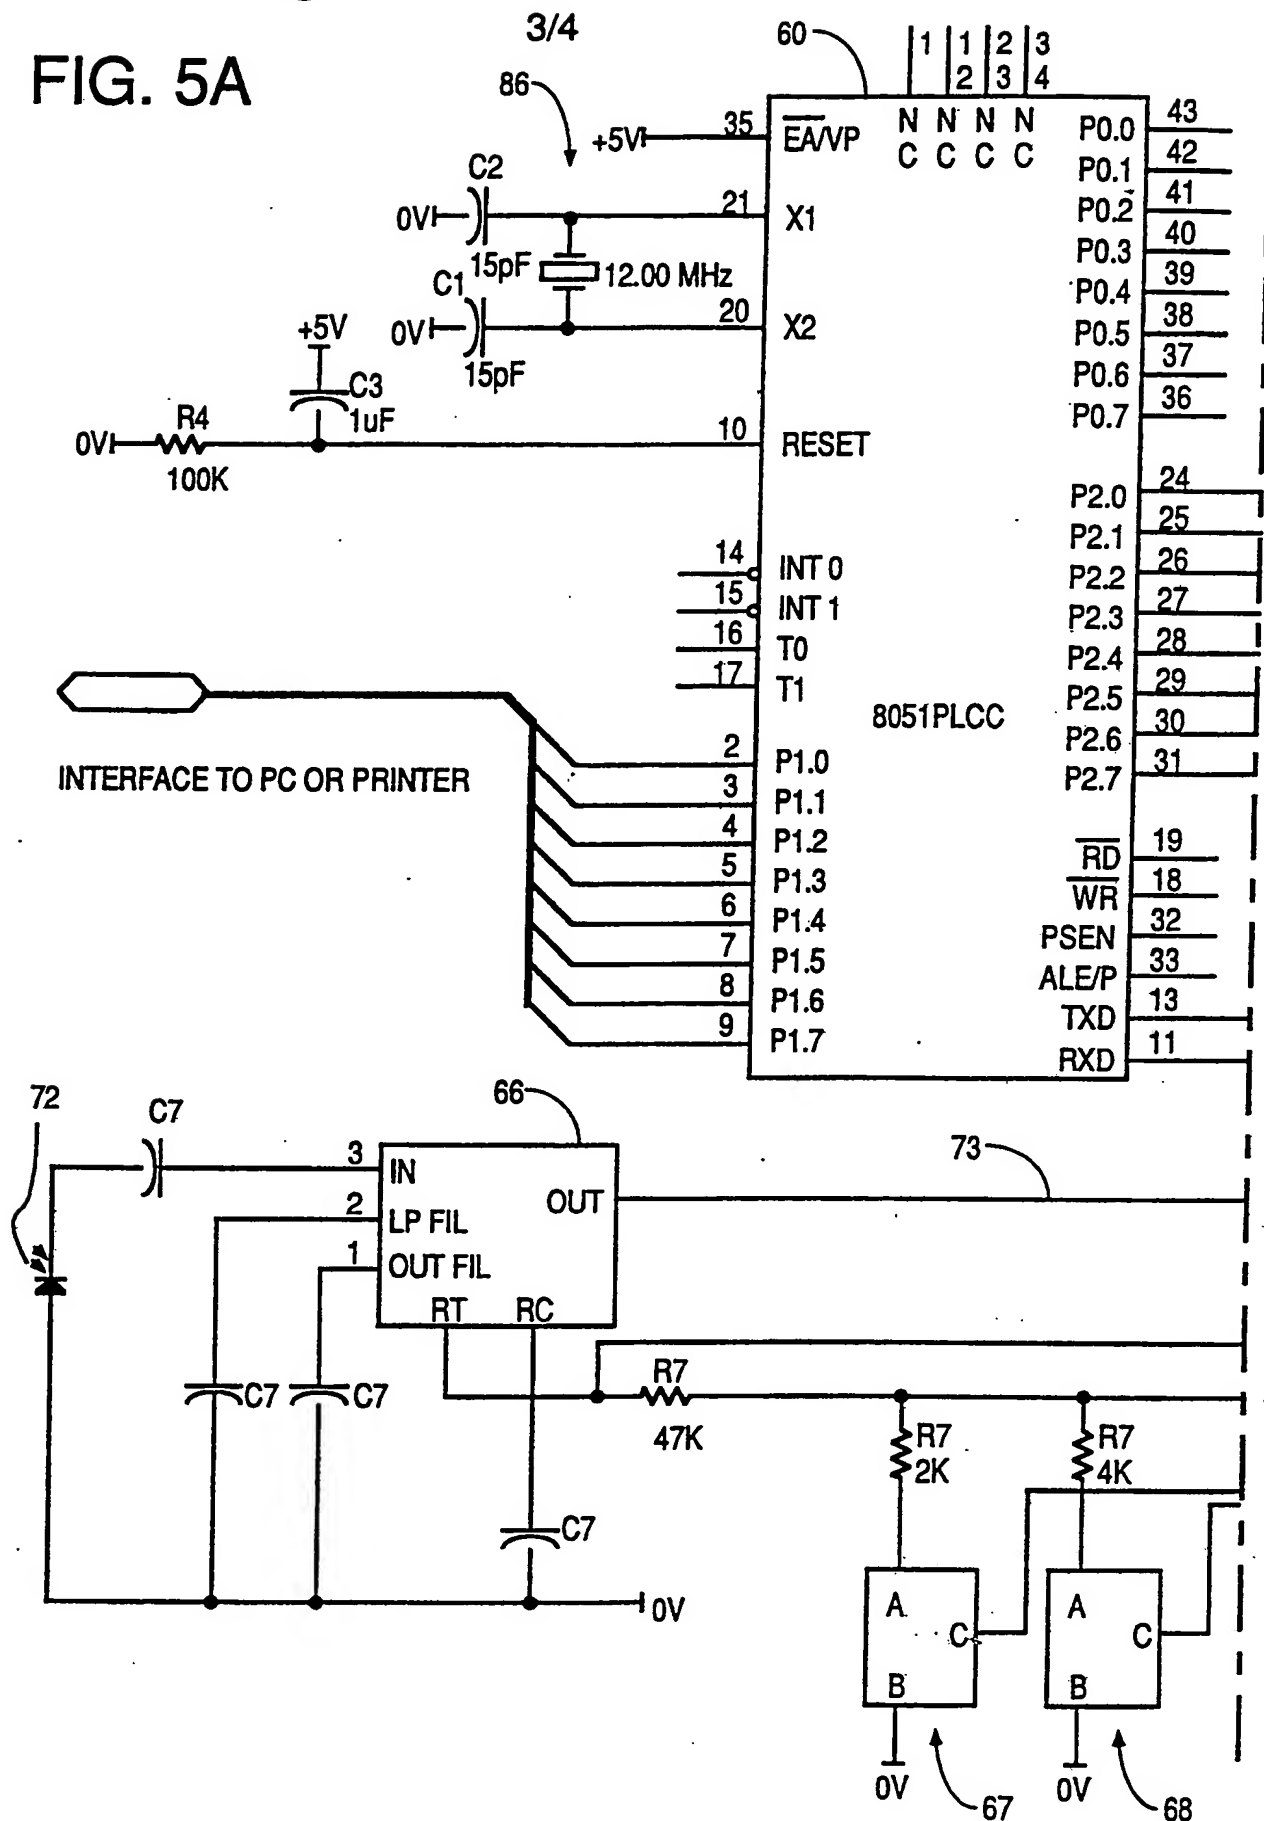 3/4
FIG. 5A
86
60
1 1 2 3
2 3 4
+5V 35 EA/VP N N N N P0.0 43
C C C C
P0.1 42
C2
0V 21 X1 P0.2 41
15pF 12.00 MHz P0.3 40
C1
P0.4 39
0V 20 X2 P0.5 38
15pF
+5V
P0.6 37
C3
1uF
P0.7 36
R4
0V 10 RESET
100K
P2.0 24
P2.1 25
14 INT 0 P2.2 26
15 INT 1 P2.3 27
16 T0 P2.4 28
17 T1 P2.5 29
8051PLCC
P2.6 30
2 P1.0 P2.7 31
INTERFACE TO PC OR PRINTER
3 P1.1
4 P1.2 RD 19
5 P1.3 WR 18
6 P1.4 PSEN 32
7 P1.5 ALE/P 33
8 P1.6 TXD 13
9 P1.7 RXD 11
72
C7
66
73
3 IN
OUT
2 LP FIL
1 OUT FIL
RT RC
C7 C7
R7
47K
R7
2K
R7
4K
C7
0V
A
C
B
0V
67
A
C
B
0V
68